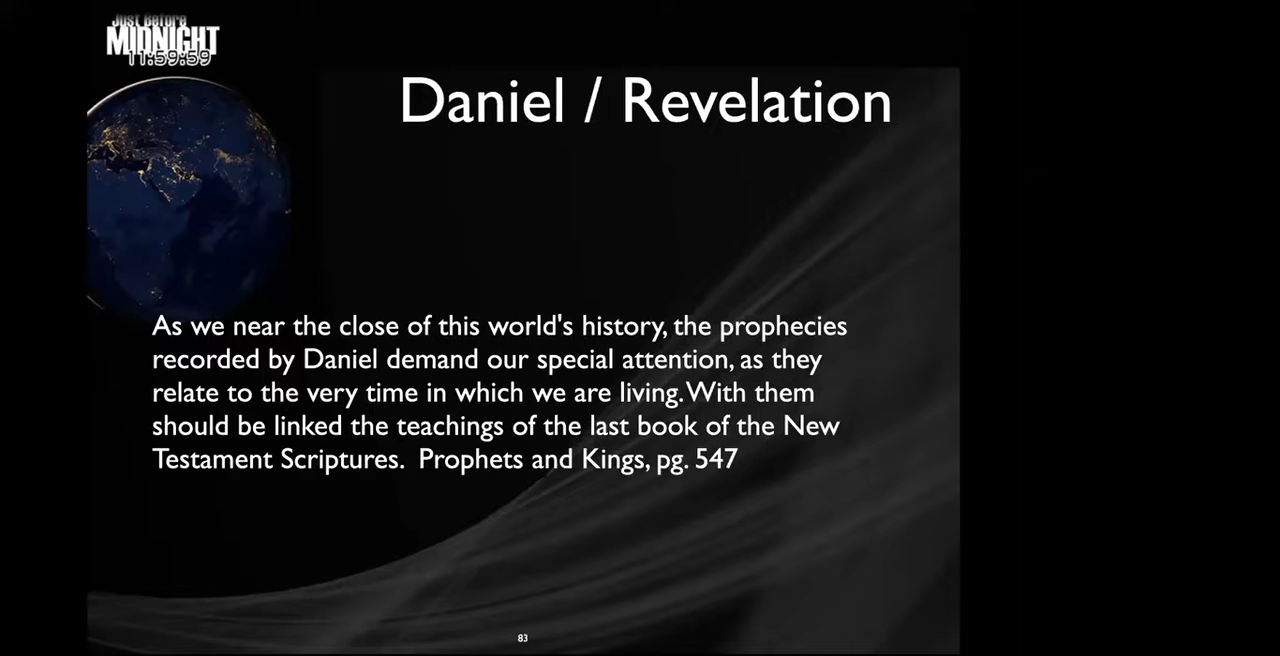 Just Before
MIDNIGHT
11:59:59
Daniel / Revelation
As we near the close of this world's history, the prophecies
recorded by Daniel demand our special attention, as they
relate to the very time in which we are living. With them
should be linked the teachings of the last book of the New
Testament Scriptures.  Prophets and Kings, pg. 547
83